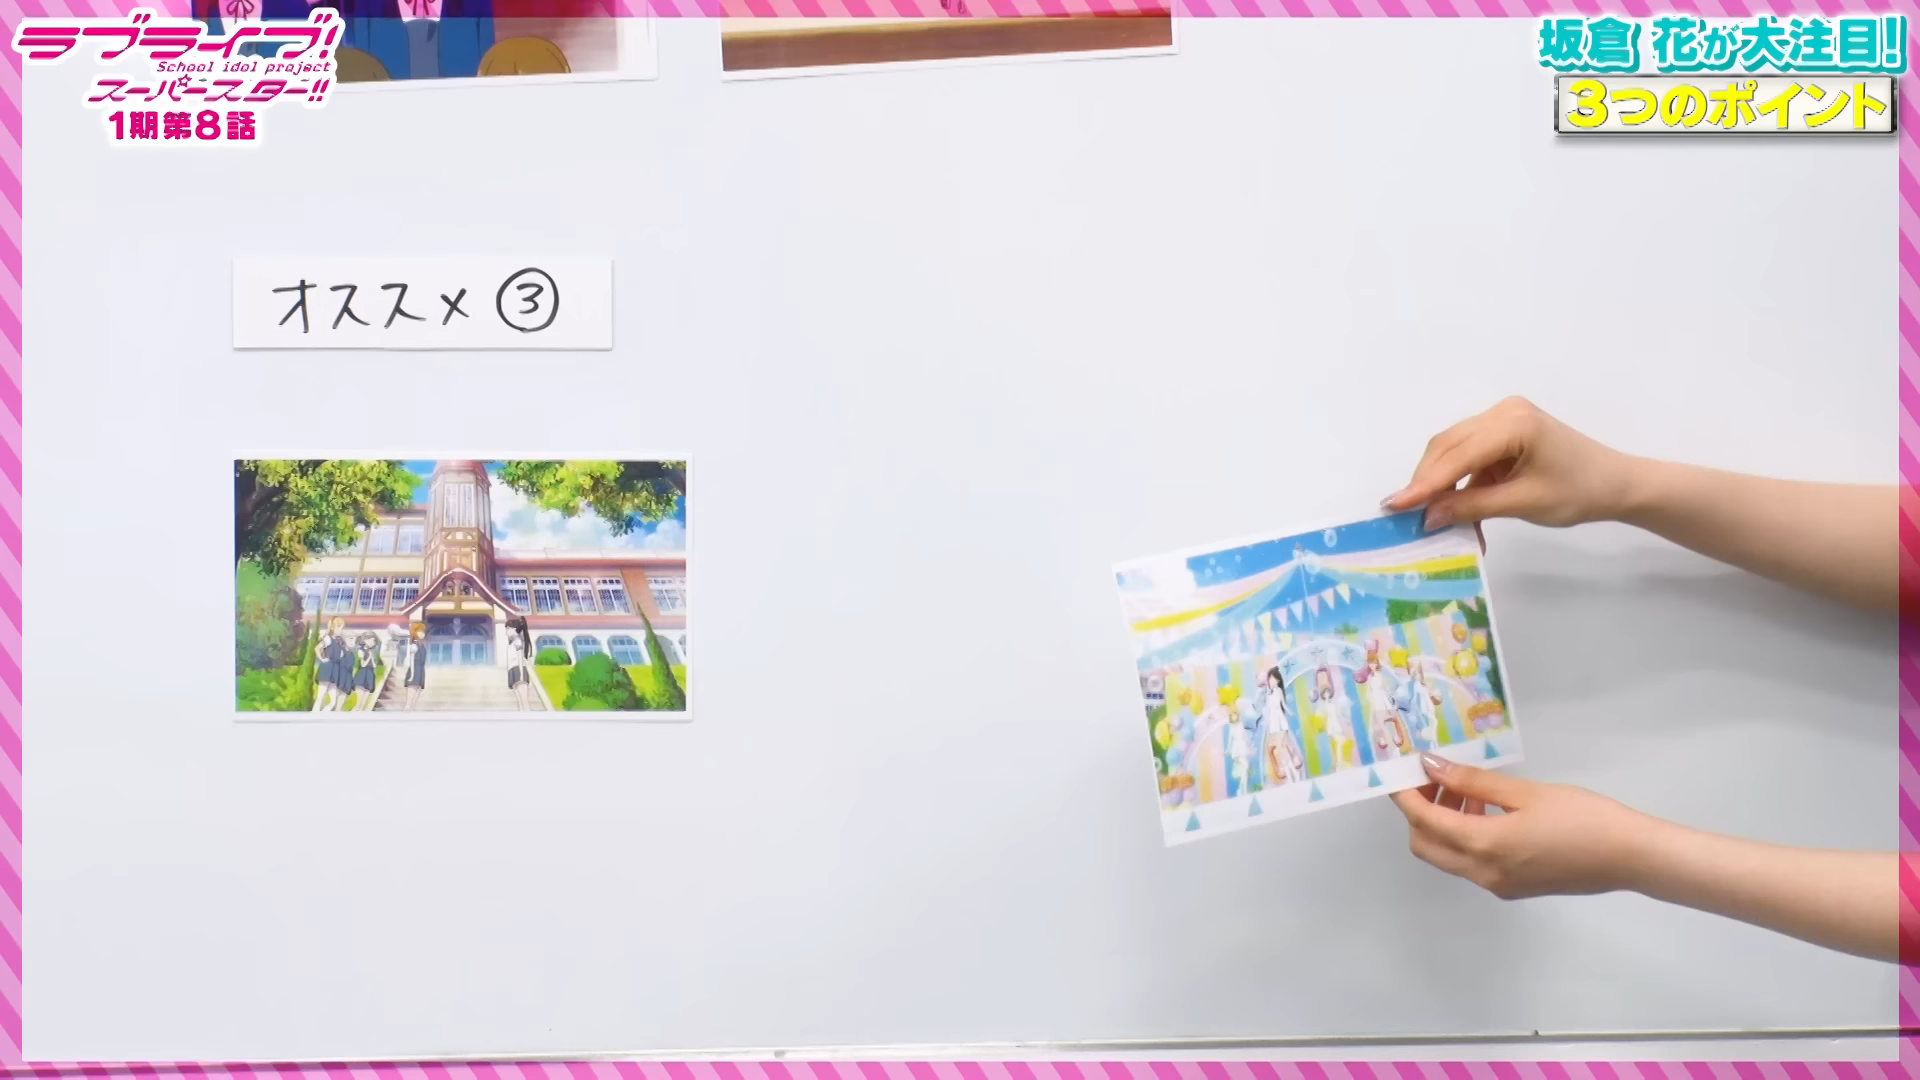 ラブライブ!
School idol project
スーパースター!!
1期第8話
坂倉 花が大注目!
3つのポイント
オススメ ③